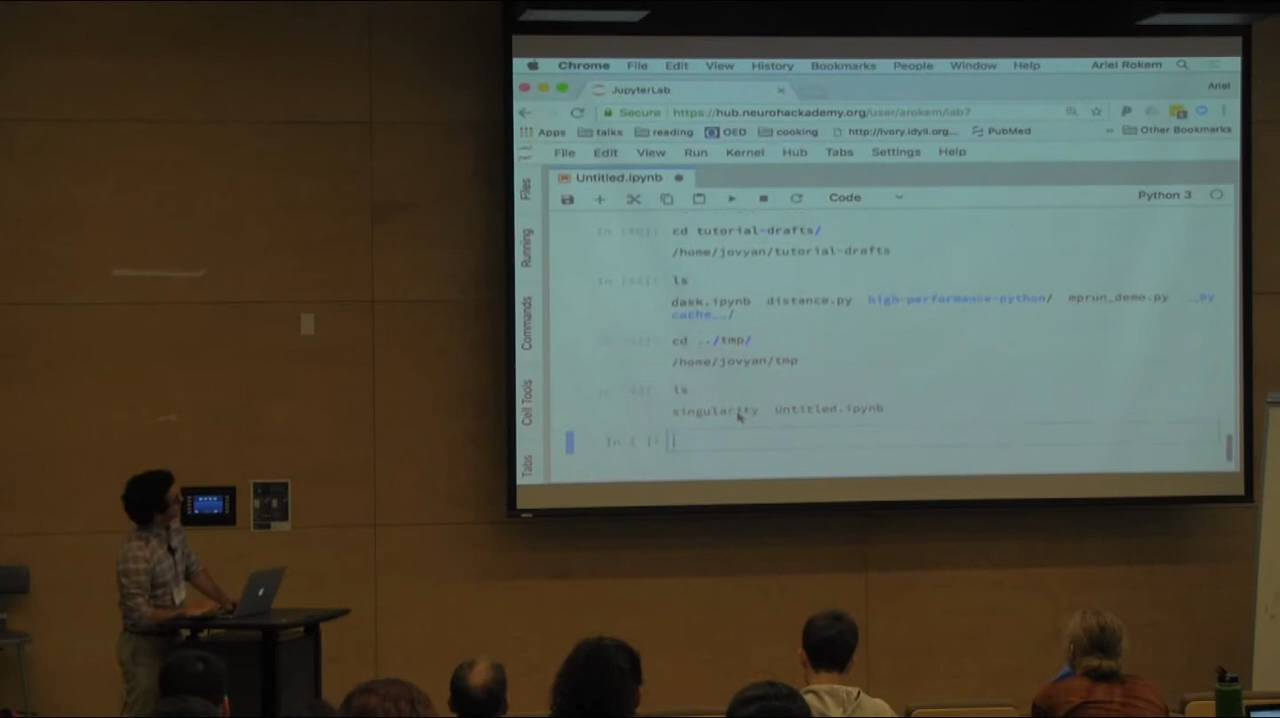 Chrome File Edit View History Bookmarks People Window Help Ariel Rokem
JupyterLab Ariel
Secure https://hub.neurohackademy.org/user/arokem/lab?
Apps talks reading OED cooking http://ivory.idyll.org... PubMed Other Bookmarks
File Edit View Run Kernel Hub Tabs Settings Help
Files
Running
Commands
Cell Tools
Tabs
Untitled.ipynb
Code Python 3
cd tutorial-drafts/
/home/jovyan/tutorial-drafts
ls
dask.ipynb distance.py high-performance-python/ mprun_demo.py __py
cache__/
cd ../tmp/
/home/jovyan/tmp
ls
singularity Untitled.ipynb
In [ ]: